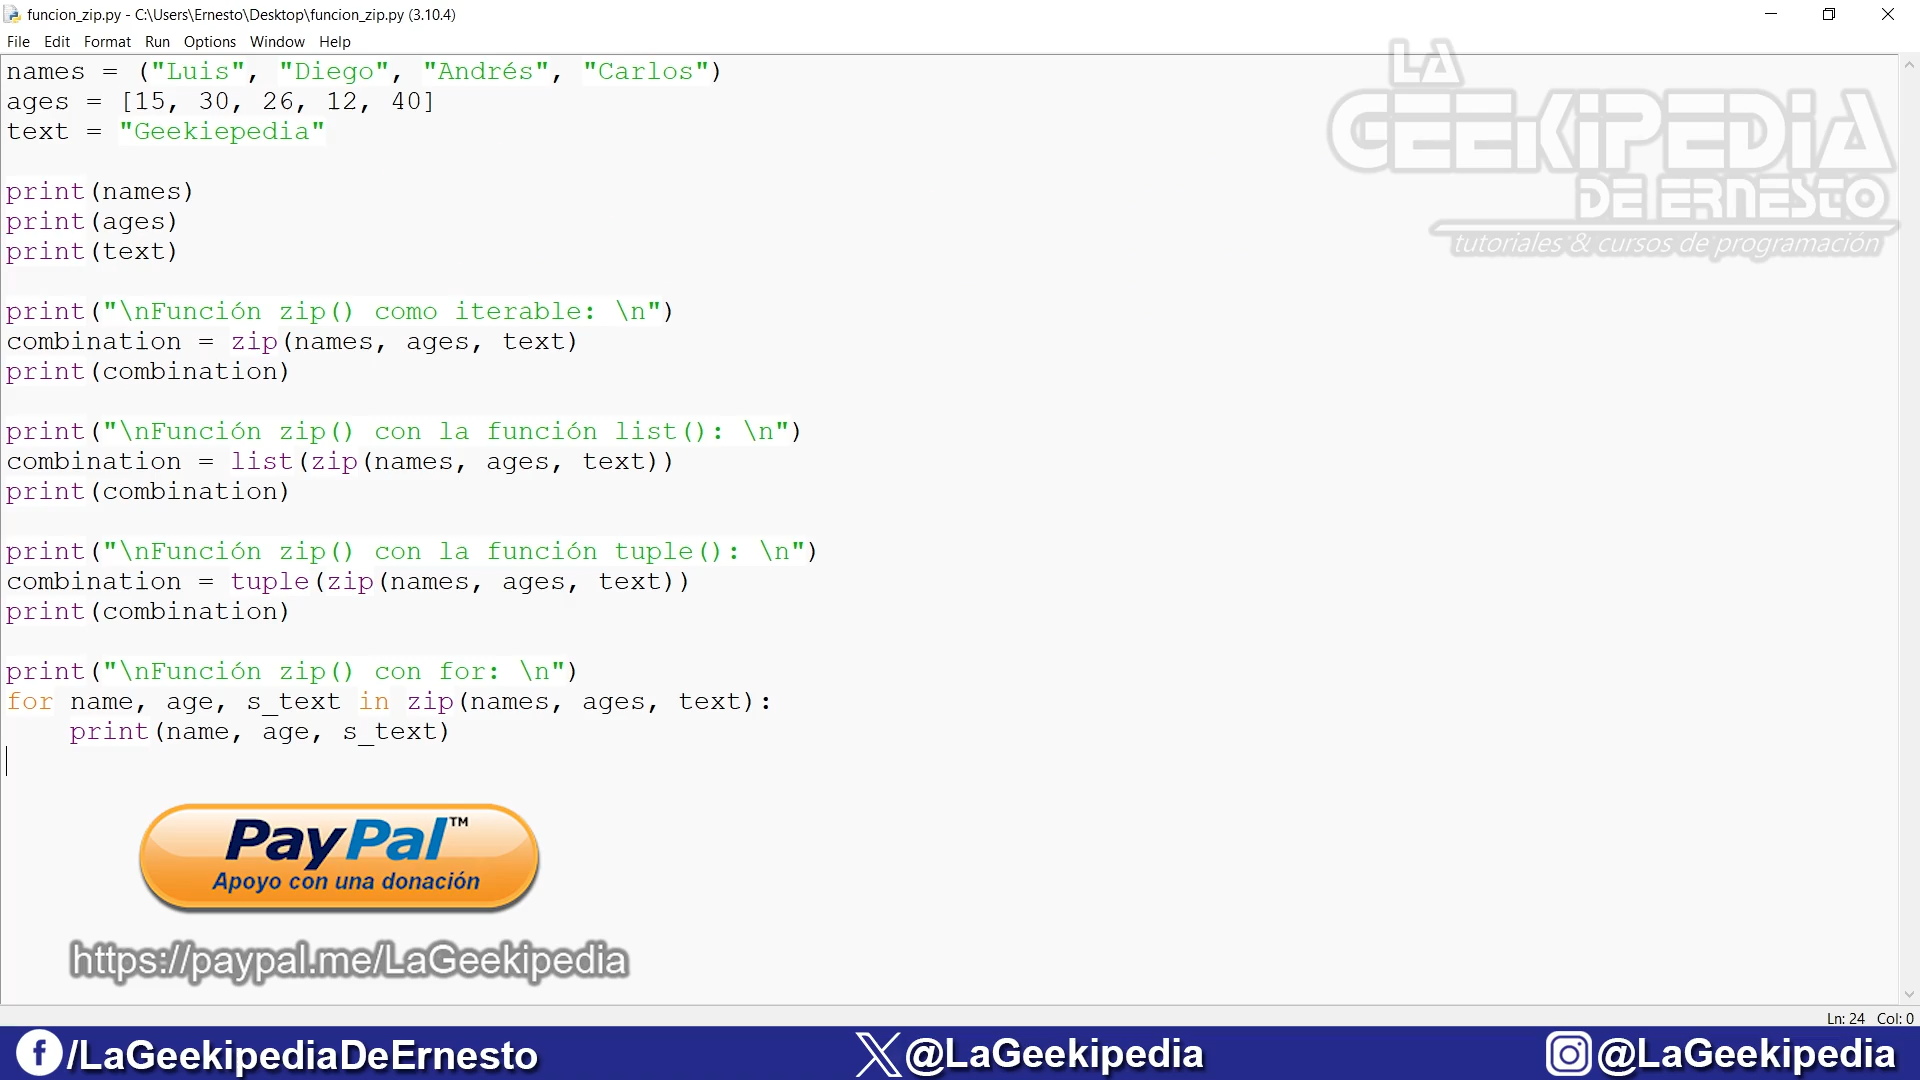 funcion_zip.py - C:\Users\Ernesto\Desktop\funcion_zip.py (3.10.4)
File Edit Format Run Options Window Help
names = ("Luis", "Diego", "Andrés", "Carlos")
ages = [15, 30, 26, 12, 40]
text = "Geekiepedia"
print(names)
print(ages)
print(text)
print("\nFunción zip() como iterable: \n")
combination = zip(names, ages, text)
print(combination)
print("\nFunción zip() con la función list(): \n")
combination = list(zip(names, ages, text))
print(combination)
print("\nFunción zip() con la función tuple(): \n")
combination = tuple(zip(names, ages, text))
print(combination)
print("\nFunción zip() con for: \n")
for name, age, s_text in zip(names, ages, text):
    print(name, age, s_text)
LA
GEEKIPEDIA
DE ERNESTO
tutoriales & cursos de programación
PayPal™
Apoyo con una donación
https://paypal.me/LaGeekipedia
Ln: 24 Col: 0
/LaGeekipediaDeErnesto
@LaGeekipedia
@LaGeekipedia